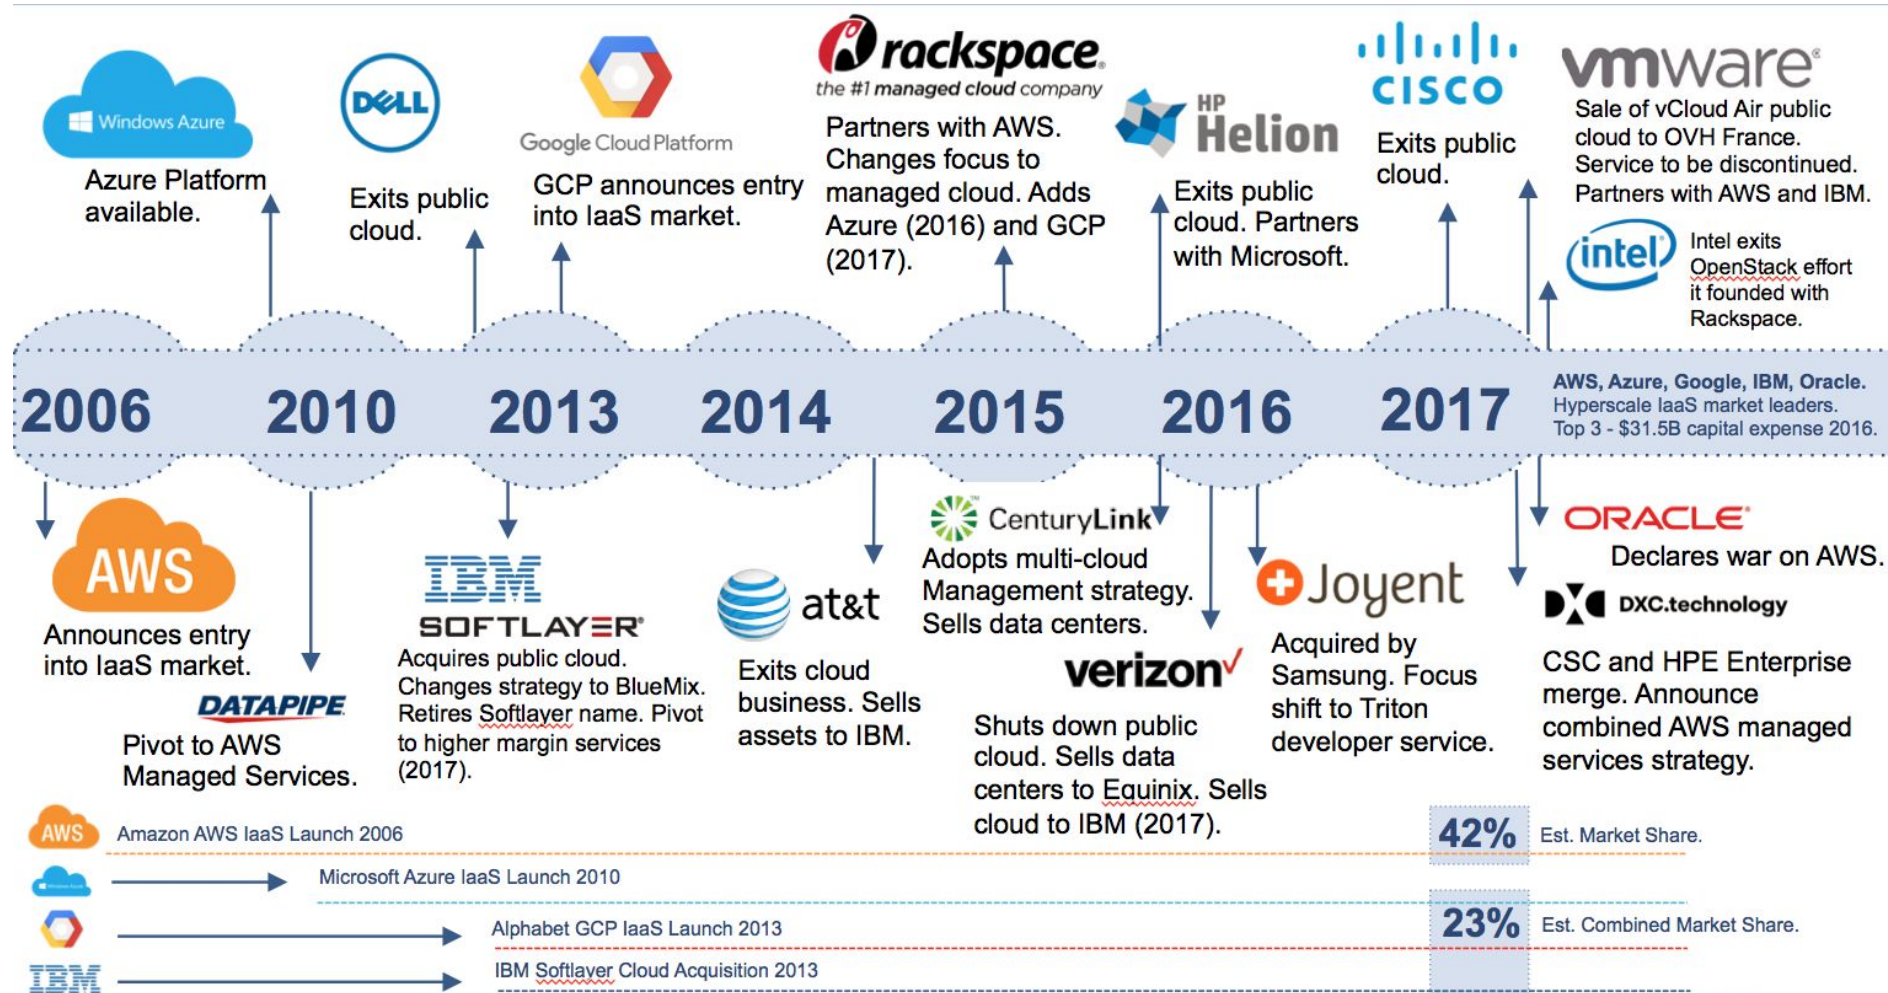 Windows Azure
Azure Platform
available.
DELL
Exits public
cloud.
Google Cloud Platform
GCP announces entry
into IaaS market.
rackspace®
the #1 managed cloud company
Partners with AWS.
Changes focus to
managed cloud. Adds
Azure (2016) and GCP
(2017).
HP
Helion
Exits public
cloud. Partners
with Microsoft.
CISCO
Exits public
cloud.
vmware®
Sale of vCloud Air public
cloud to OVH France.
Service to be discontinued.
Partners with AWS and IBM.
intel®
Intel exits
OpenStack effort
it founded with
Rackspace.
2006 2010 2013 2014 2015 2016 2017
AWS, Azure, Google, IBM, Oracle.
Hyperscale IaaS market leaders.
Top 3 - $31.5B capital expense 2016.
AWS
Announces entry
into IaaS market.
DATAPIPE
Pivot to AWS
Managed Services.
IBM
SOFTLAYER®
Acquires public cloud.
Changes strategy to BlueMix.
Retires Softlayer name. Pivot
to higher margin services
(2017).
at&t
Exits cloud
business. Sells
assets to IBM.
CenturyLink™
Adopts multi-cloud
Management strategy.
Sells data centers.
verizon
Shuts down public
cloud. Sells data
centers to Equinix. Sells
cloud to IBM (2017).
Joyent
Acquired by
Samsung. Focus
shift to Triton
developer service.
ORACLE®
Declares war on AWS.
DXC.technology
CSC and HPE Enterprise
merge. Announce
combined AWS managed
services strategy.
AWS Amazon AWS IaaS Launch 2006 42% Est. Market Share.
Windows Azure Microsoft Azure IaaS Launch 2010
Alphabet GCP IaaS Launch 2013 23% Est. Combined Market Share.
IBM IBM Softlayer Cloud Acquisition 2013